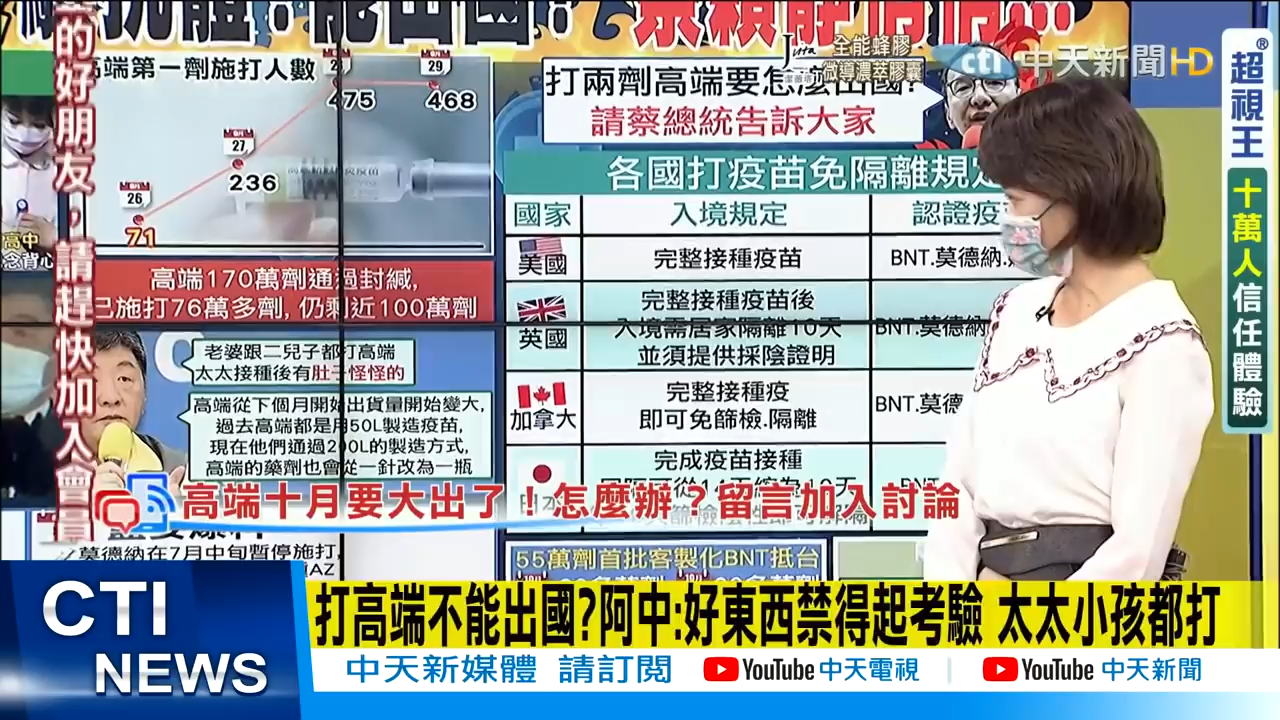 全能蜂膠
微導濃萃膠囊
cti 中天新聞HD
超視王®
十萬人信任體驗
的好朋友，請趕快加入會員
高端第一劑施打人數
26
71
27
236
475
29
468
高端170萬劑通過封緘,
已施打76萬多劑, 仍剩近100萬劑
高中
念背心
老婆跟二兒子都打高端
太太接種後有肚子怪怪的
高端從下個月開始出貨量開始變大,
過去高端都是用50L製造疫苗,
現在他們通過200L的製造方式,
高端的藥劑也會從一針改為一瓶
莫德納在7月中旬暫停施打,
打兩劑高端要怎麼出國?
請蔡總統告訴大家
各國打疫苗免隔離規定
國家 入境規定 認證疫
美國 完整接種疫苗 BNT.莫德納.
英國 完整接種疫苗後
入境需居家隔離10天
並須提供採陰證明 BNT.莫德納
加拿大 完整接種疫
即可免篩檢.隔離 BNT.莫德
日本 完成疫苗接種
55萬劑首批客製化BNT抵台
高端十月要大出了！怎麼辦？留言加入討論
CTI NEWS
打高端不能出國?阿中:好東西禁得起考驗 太太小孩都打
中天新媒體 請訂閱 YouTube 中天電視 YouTube 中天新聞